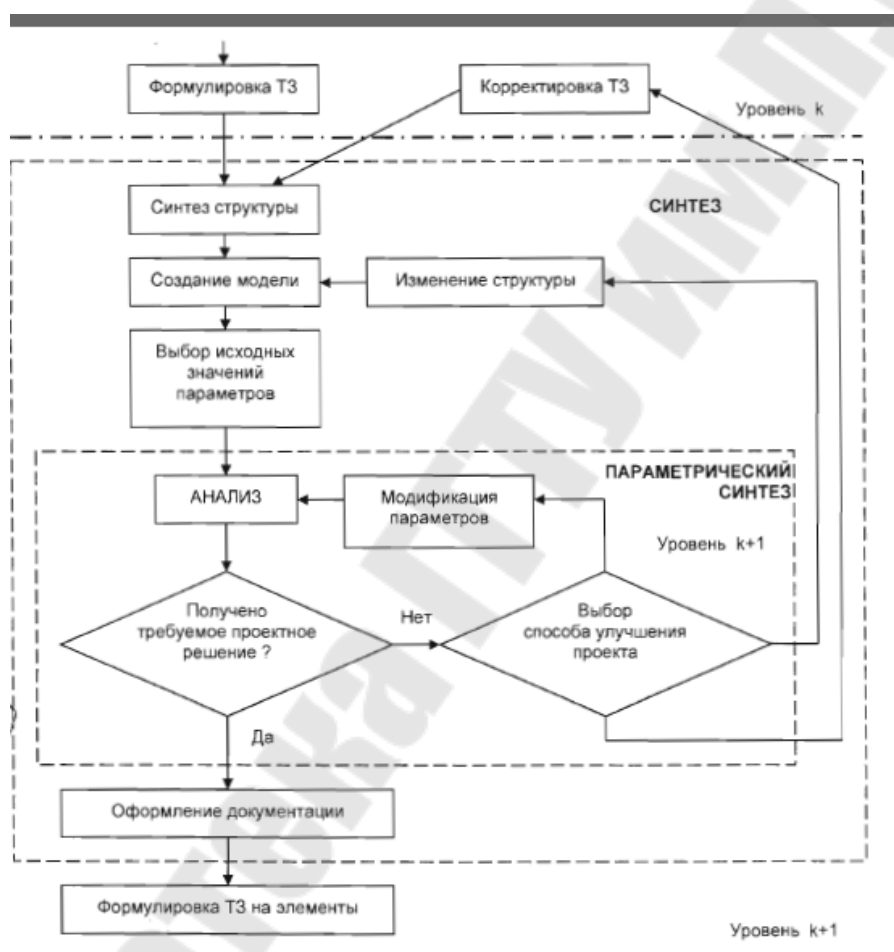 Формулировка ТЗ
Корректировка ТЗ
Уровень k
Синтез структуры
СИНТЕЗ
Создание модели
Изменение структуры
Выбор исходных
значений
параметров
ПАРАМЕТРИЧЕСКИЙ
СИНТЕЗ
АНАЛИЗ
Модификация
параметров
Уровень k+1
Получено
требуемое проектное
решение ?
Нет
Выбор
способа улучшения
проекта
Да
Оформление документации
Формулировка ТЗ на элементы
Уровень k+1
ГГТУ ИМ.П.